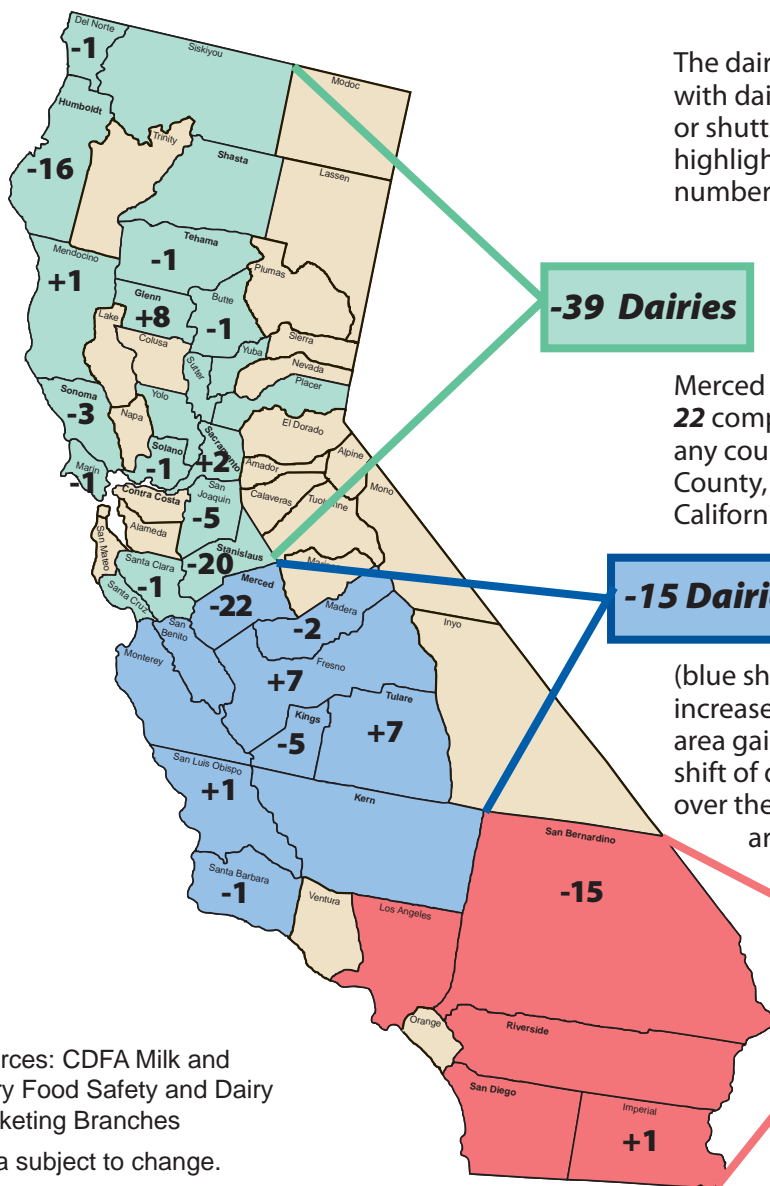 Del Norte
-1
Siskiyou
Modoc
Humboldt
-16
Trinity
Shasta
Lassen
Tehama
-1
Mendocino
+1
Plumas
Glenn
+8
Butte
-1
Lake
Colusa
Sutter
Yuba
Sierra
Nevada
Placer
Sonoma
-3
Napa
Yolo
El Dorado
Solano
-1
Sacramento
+2
Alpine
Marin
-1
Amador
Mono
Contra Costa
San
Joaquin
-5
Calaveras
Alameda
San Mateo
Stanislaus
-20
Santa Clara
-1
Santa Cruz
Merced
-22
Madera
-2
San
Benito
Monterey
Fresno
+7
Inyo
Tulare
+7
Kings
-5
San Luis Obispo
+1
Kern
Santa Barbara
-1
Ventura
Los Angeles
San Bernardino
-15
Orange
Riverside
San Diego
Imperial
+1
The dair
with dai
or shutt
highligh
number
-39 Dairies
Merced
22 comp
any cou
County,
Californ
-15 Dairi
(blue sh
increase
area gai
shift of c
over the
ar
rces: CDFA Milk and
ry Food Safety and Dairy
keting Branches
a subject to change.